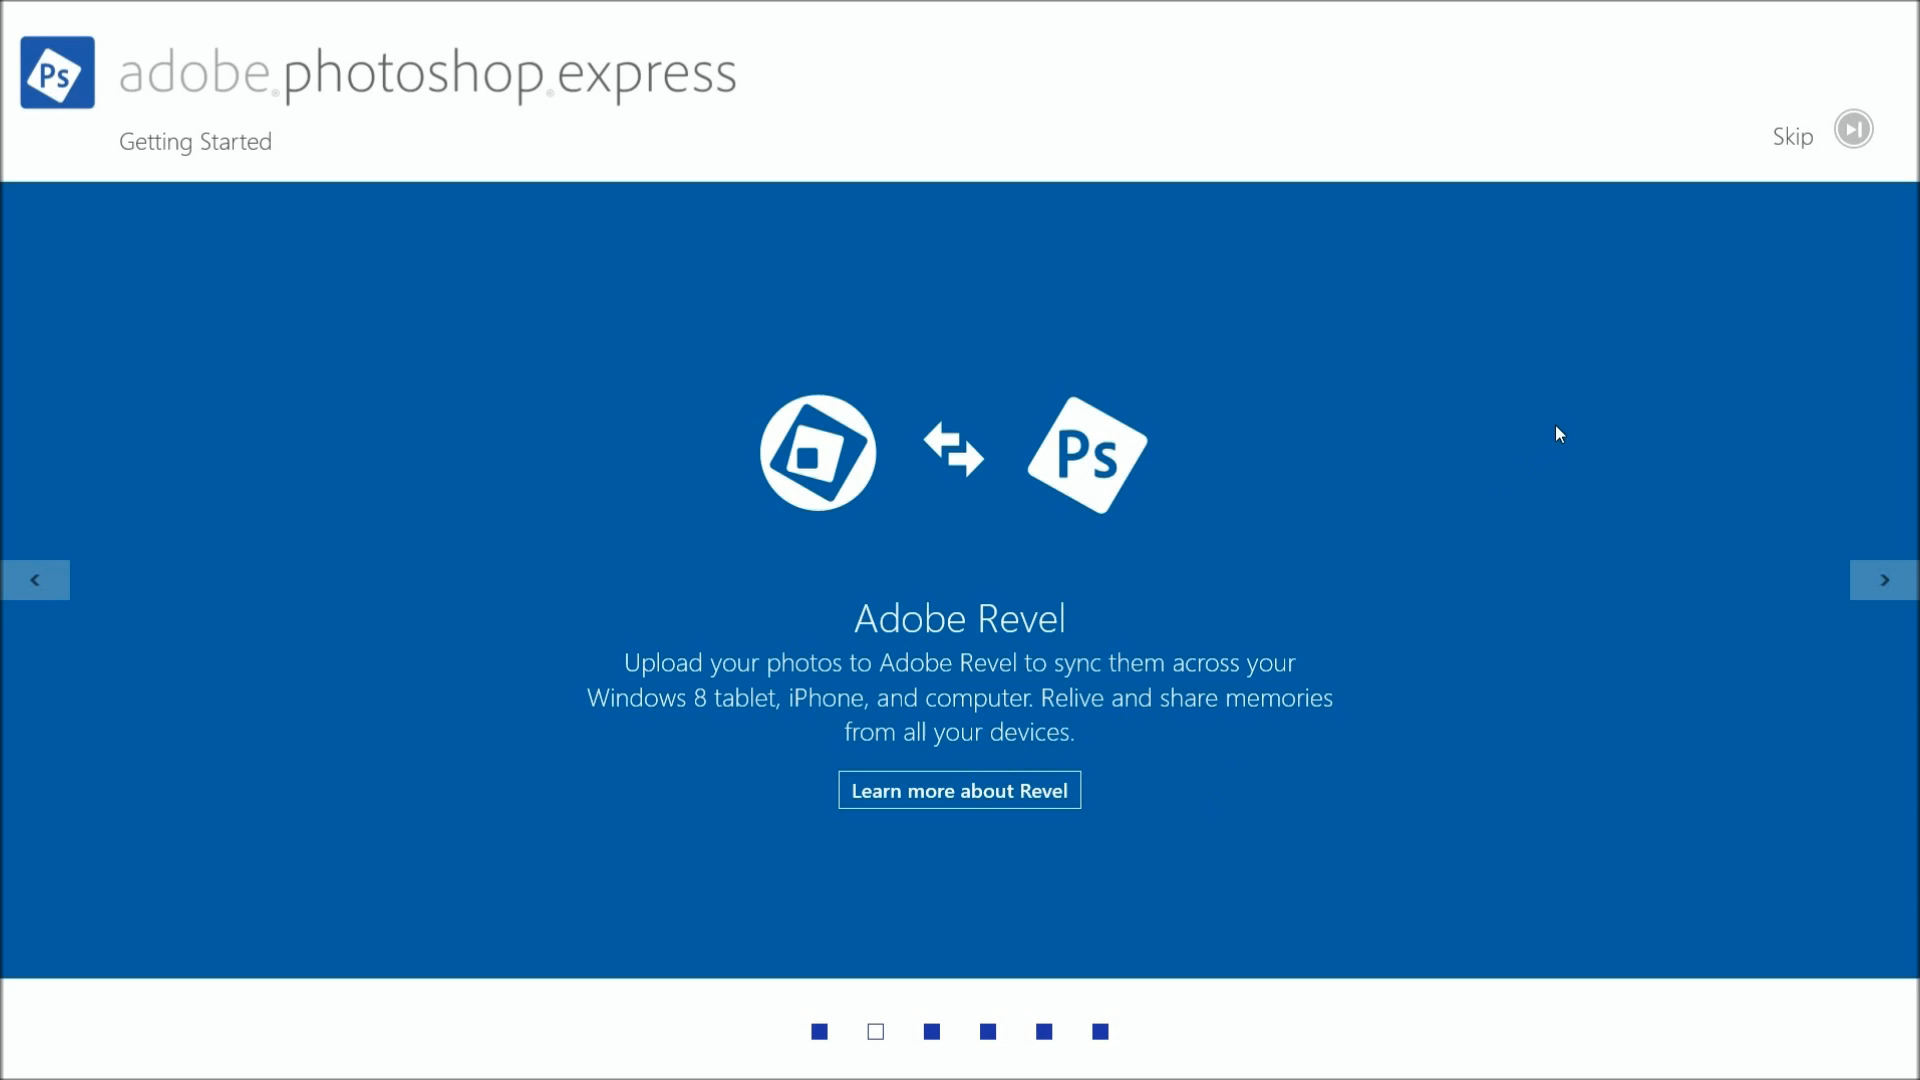 Ps
adobe®photoshop®express
Getting Started
Skip
Ps
Adobe Revel
Upload your photos to Adobe Revel to sync them across your
Windows 8 tablet, iPhone, and computer. Relive and share memories
from all your devices.
Learn more about Revel